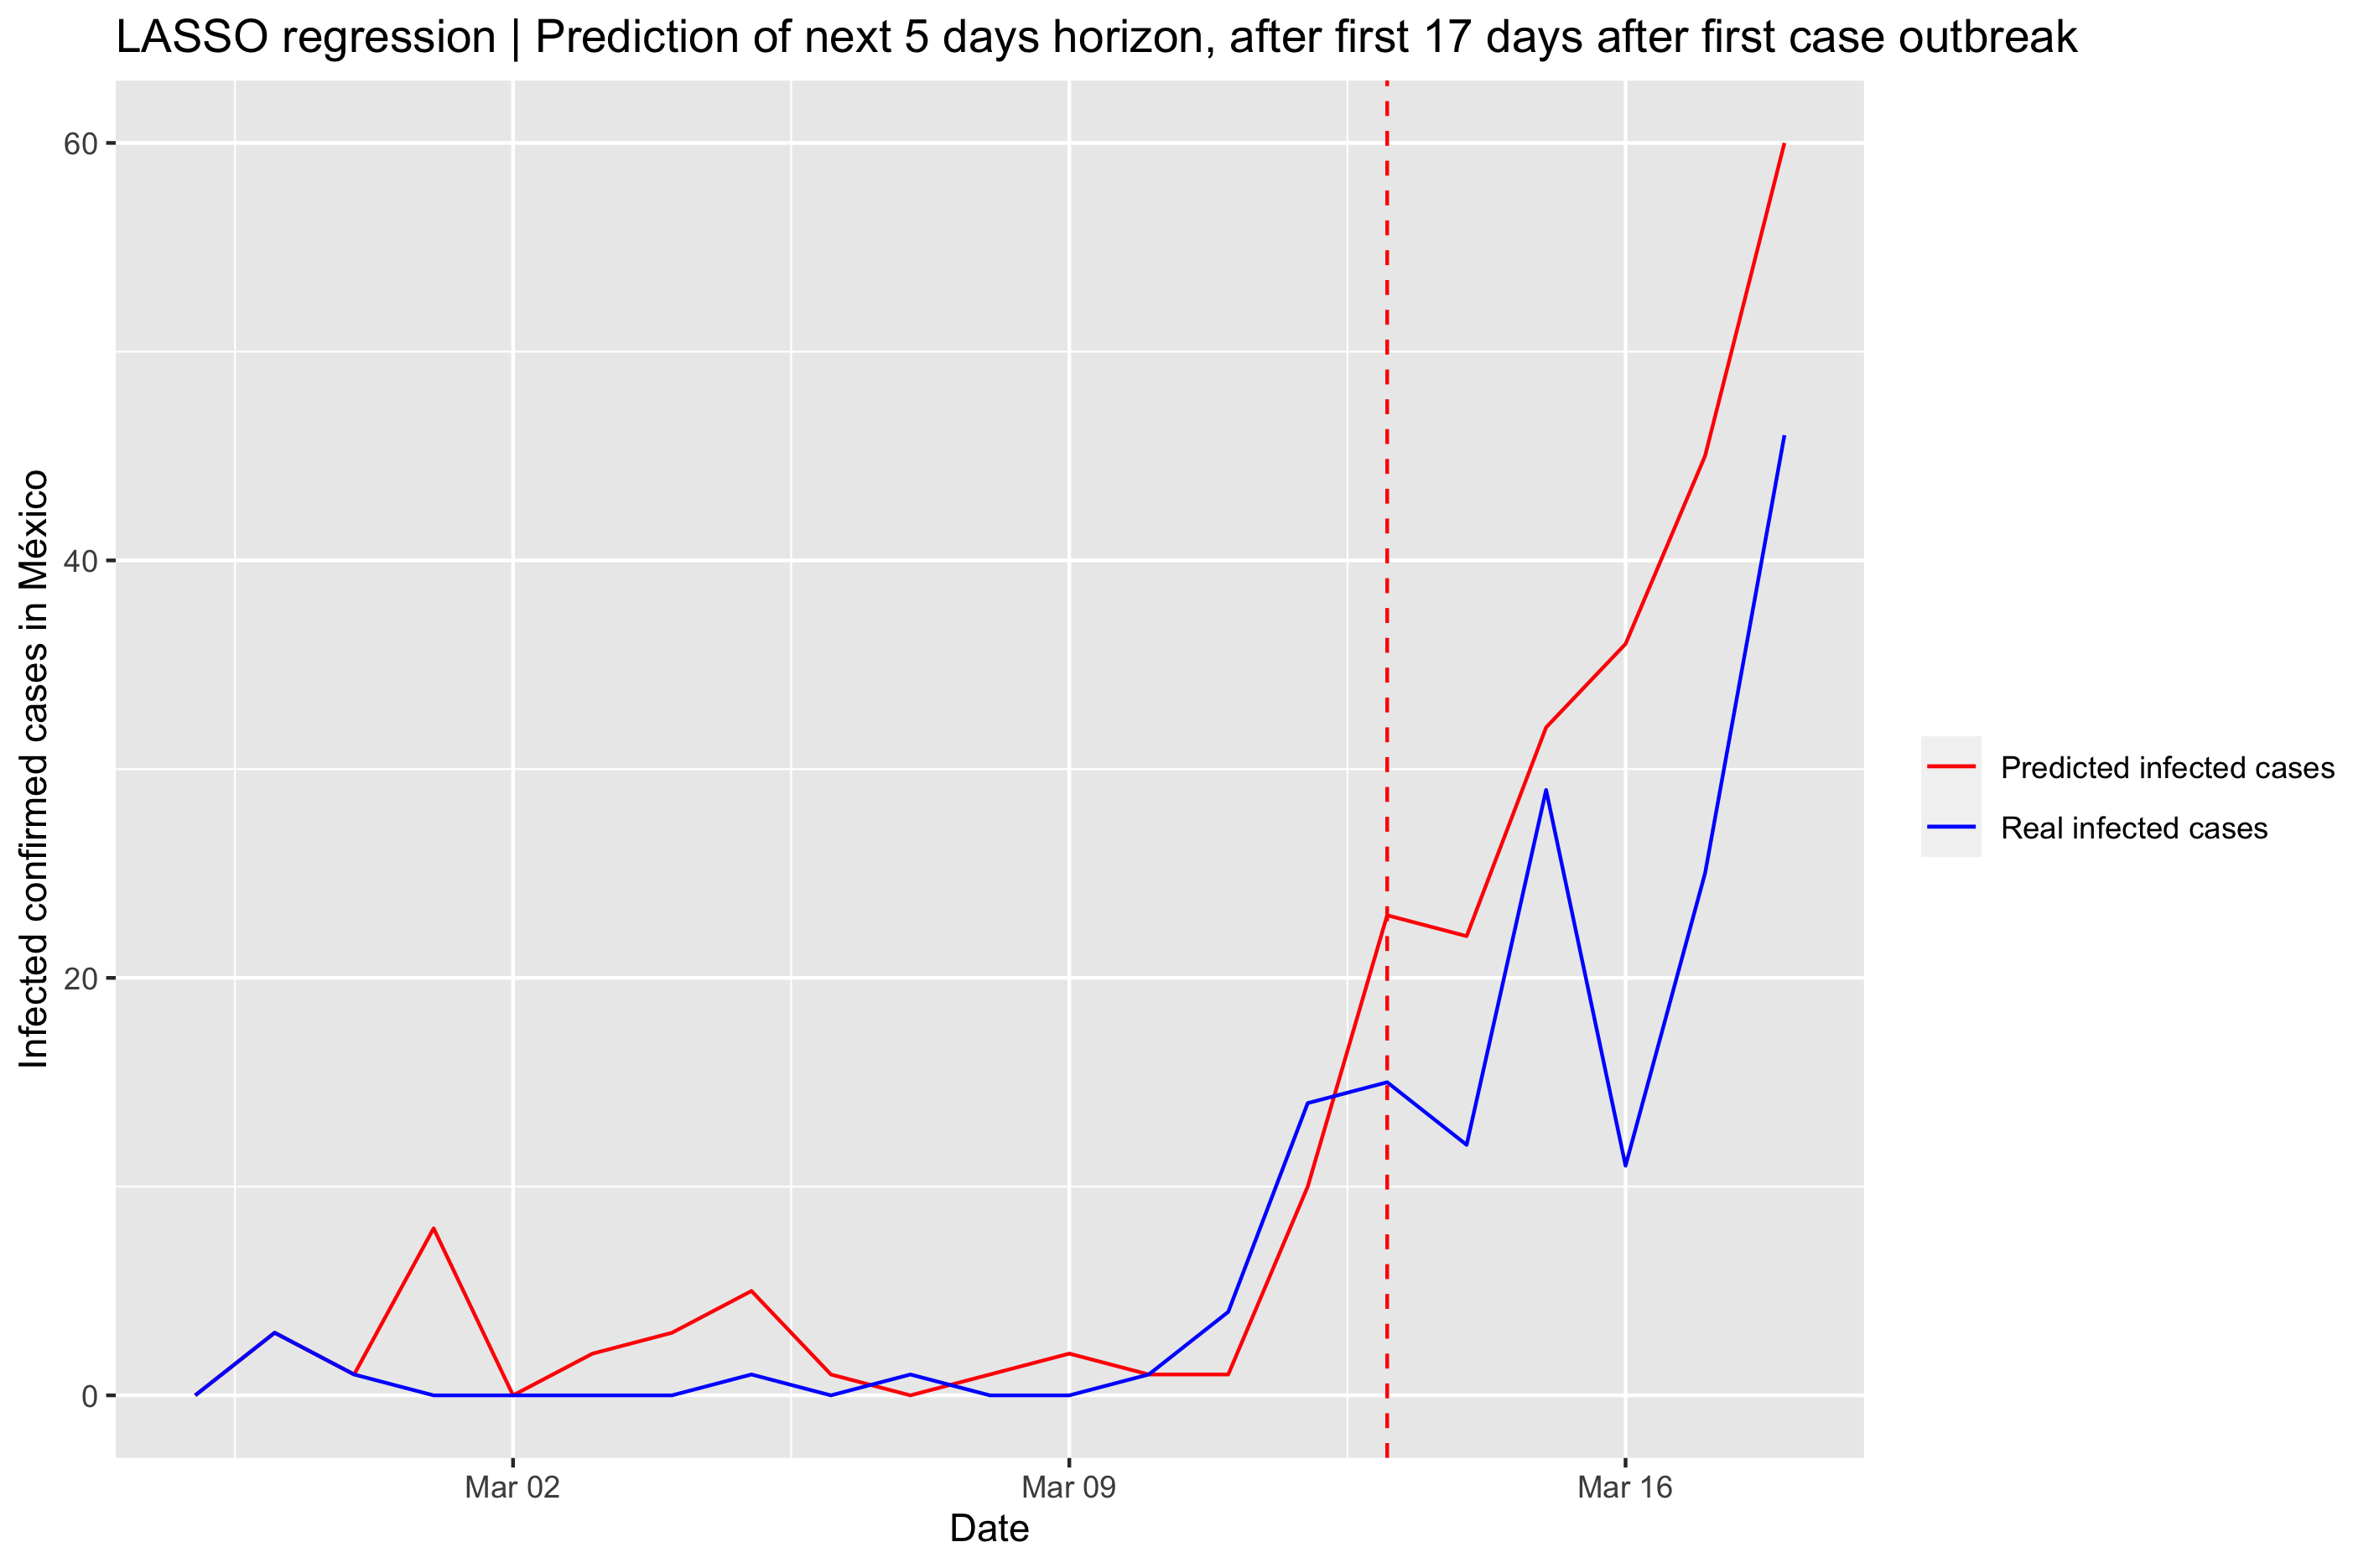 LASSO regression | Prediction of next 5 days horizon, after first 17 days after first case outbreak
Infected confirmed cases in México
60
40
20
0
Mar 02
Mar 09
Mar 16
Date
Predicted infected cases
Real infected cases